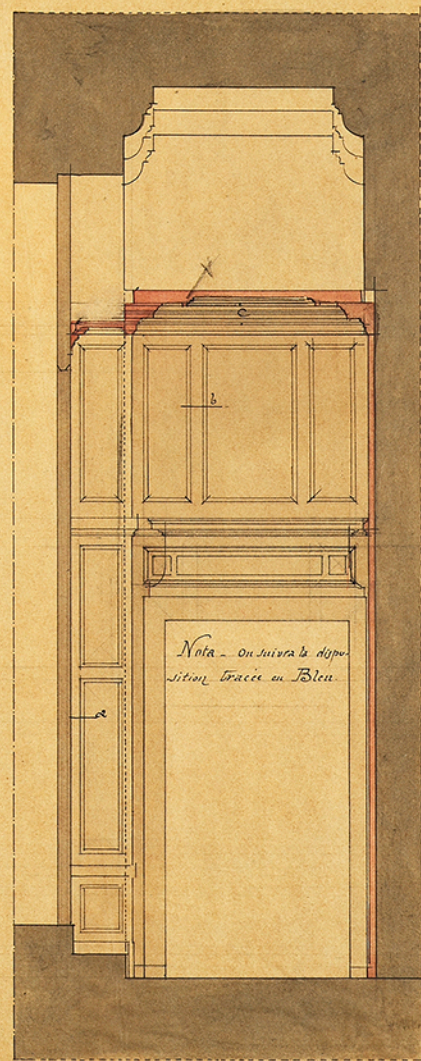 X
c
b
Nota - On suivra la dispo-
sition tracée en Bleu.
a